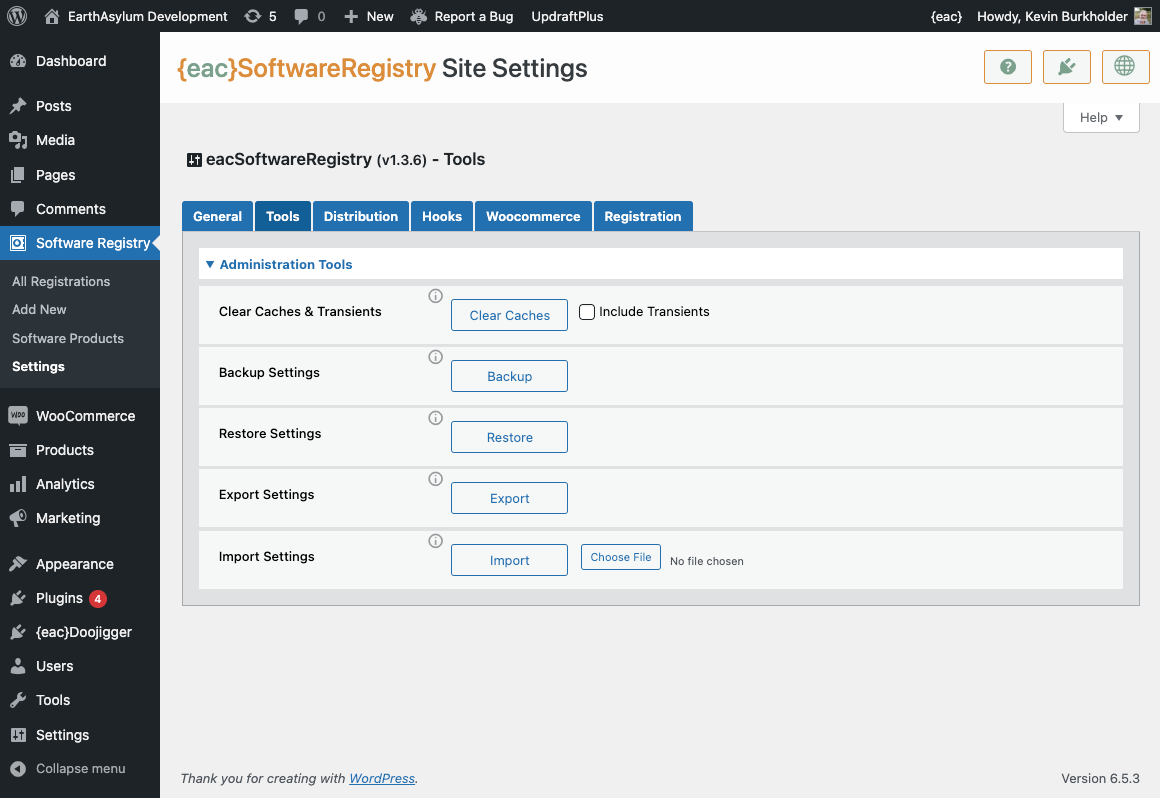 EarthAsylum Development 5 0 New Report a Bug UpdraftPlus {eac} Howdy, Kevin Burkholder
Dashboard
Posts
Media
Pages
Comments
Software Registry
All Registrations
Add New
Software Products
Settings
WOO WooCommerce
Products
Analytics
Marketing
Appearance
Plugins 4
{eac}Doojigger
Users
Tools
Settings
Collapse menu
{eac}SoftwareRegistry Site Settings
?
Help ▼
eacSoftwareRegistry (v1.3.6) - Tools
General Tools Distribution Hooks Woocommerce Registration
▼ Administration Tools
Clear Caches & Transients i Clear Caches Include Transients
Backup Settings i Backup
Restore Settings i Restore
Export Settings i Export
Import Settings i Import Choose File No file chosen
Thank you for creating with WordPress. Version 6.5.3